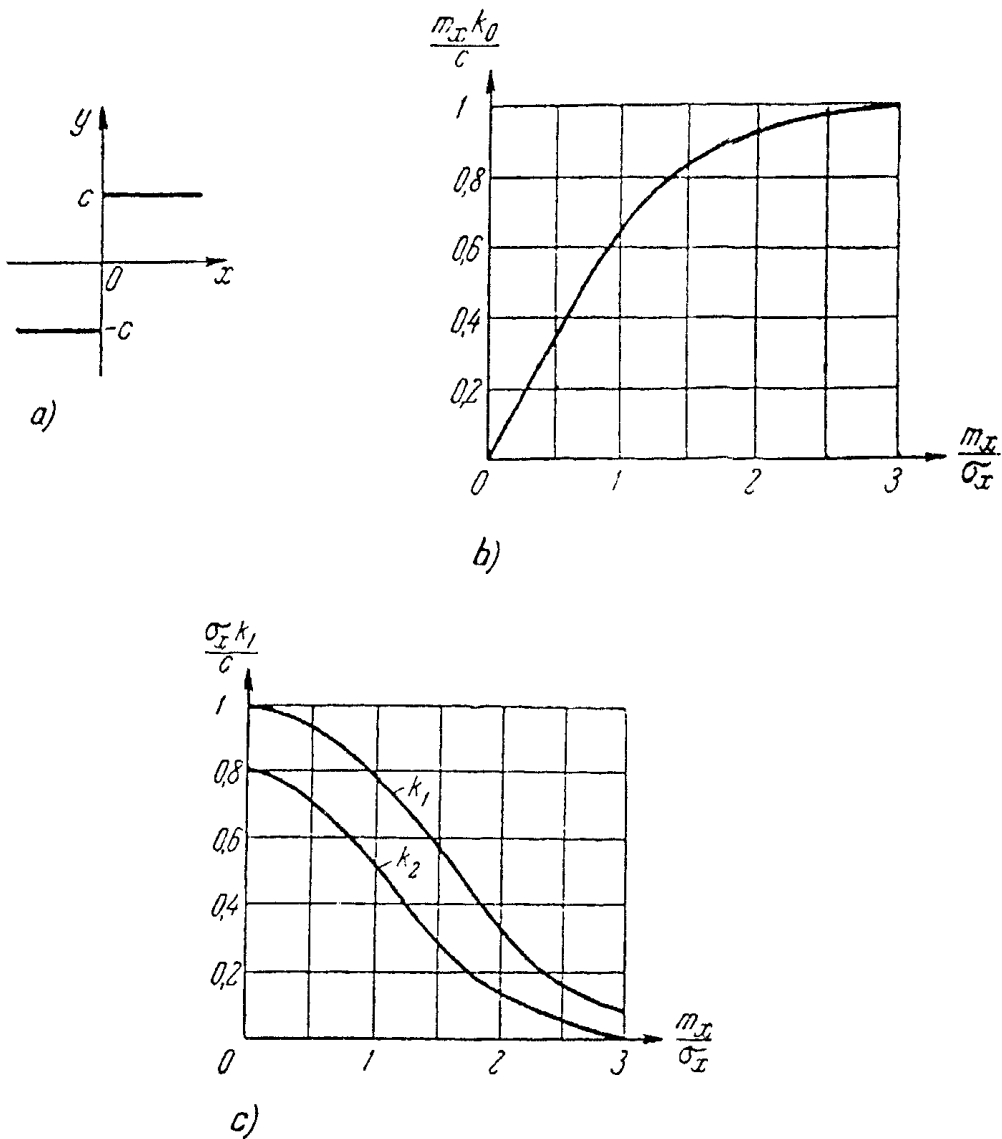 y
c
0
x
-c
a)
m_x k_0 / c
1
0,8
0,6
0,4
0,2
0
1
2
3
m_x / σ_x
b)
σ_x k_1 / c
1
0,8
0,6
0,4
0,2
k_1
k_2
0
1
2
3
m_x / σ_x
c)